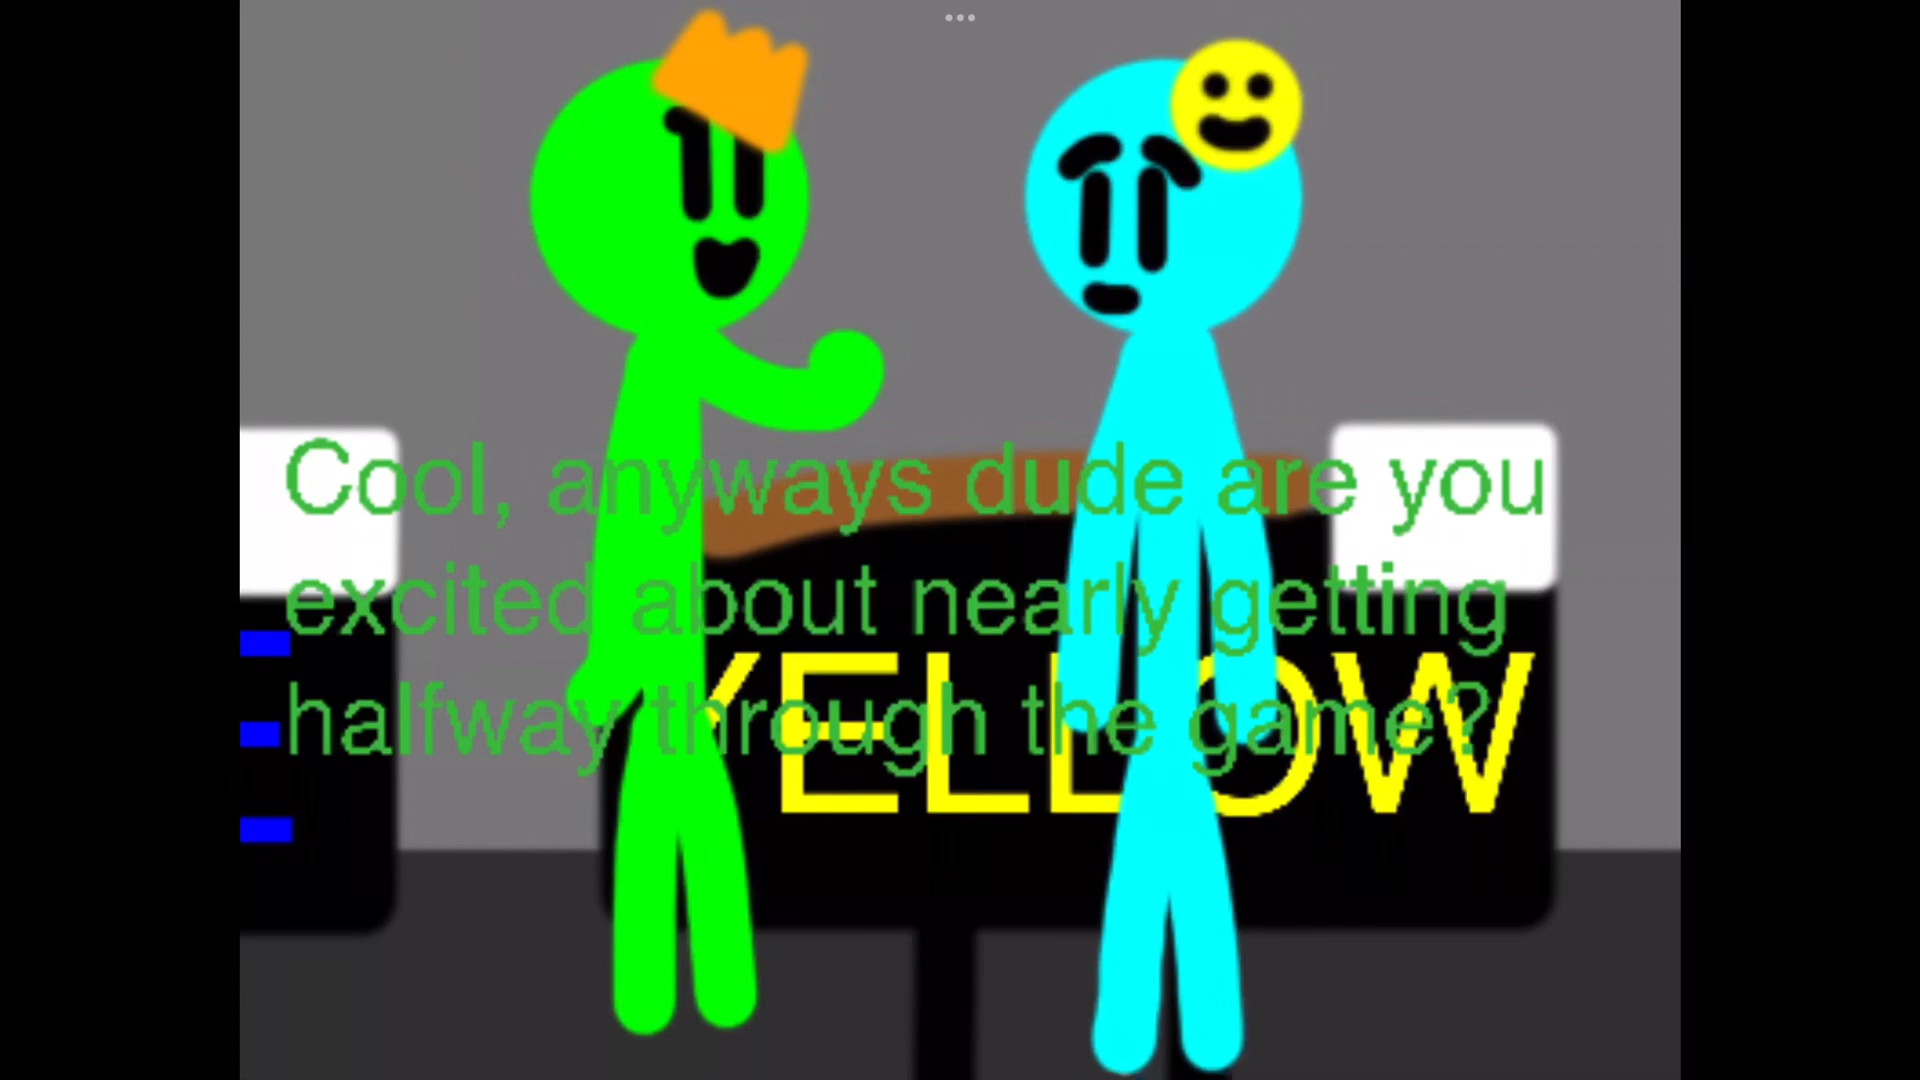 Cool, anyways dude are you
excited about nearly getting
halfway through the game?
YELLOW